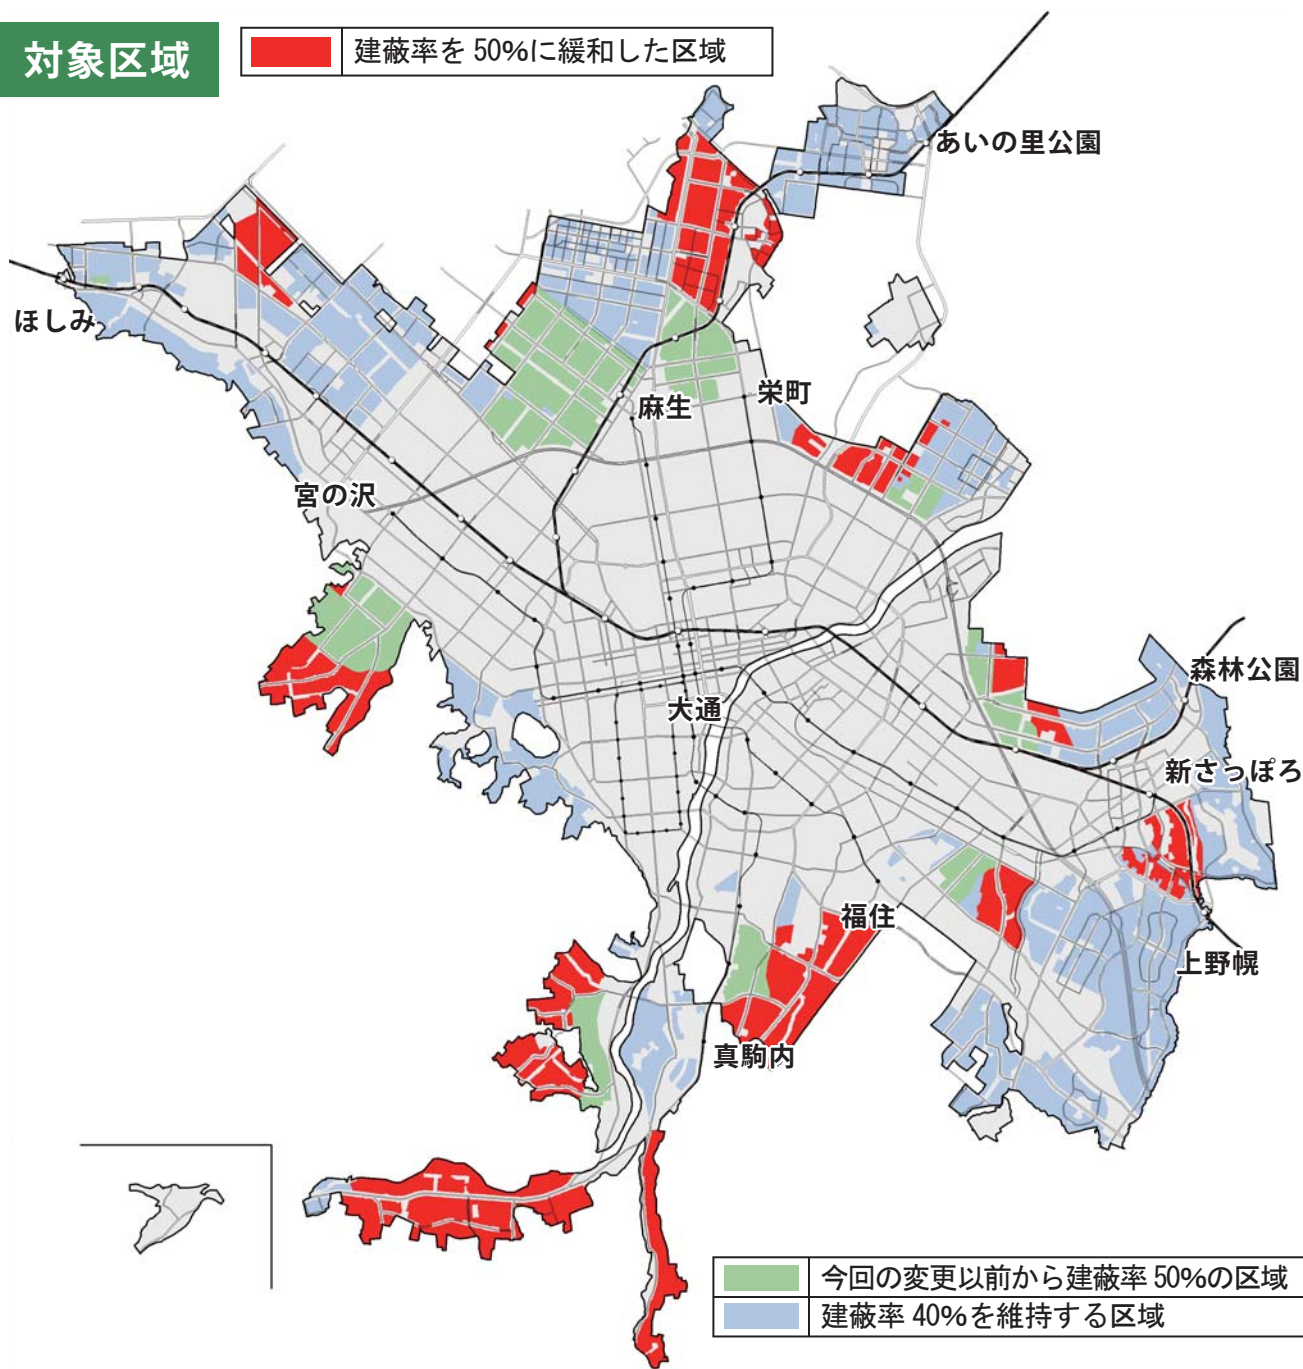 対象区域
建蔽率を 50%に緩和した区域
あいの里公園
ほしみ
麻生
栄町
宮の沢
森林公園
大通
新さっぽろ
福住
上野幌
真駒内
今回の変更以前から建蔽率 50%の区域
建蔽率 40%を維持する区域